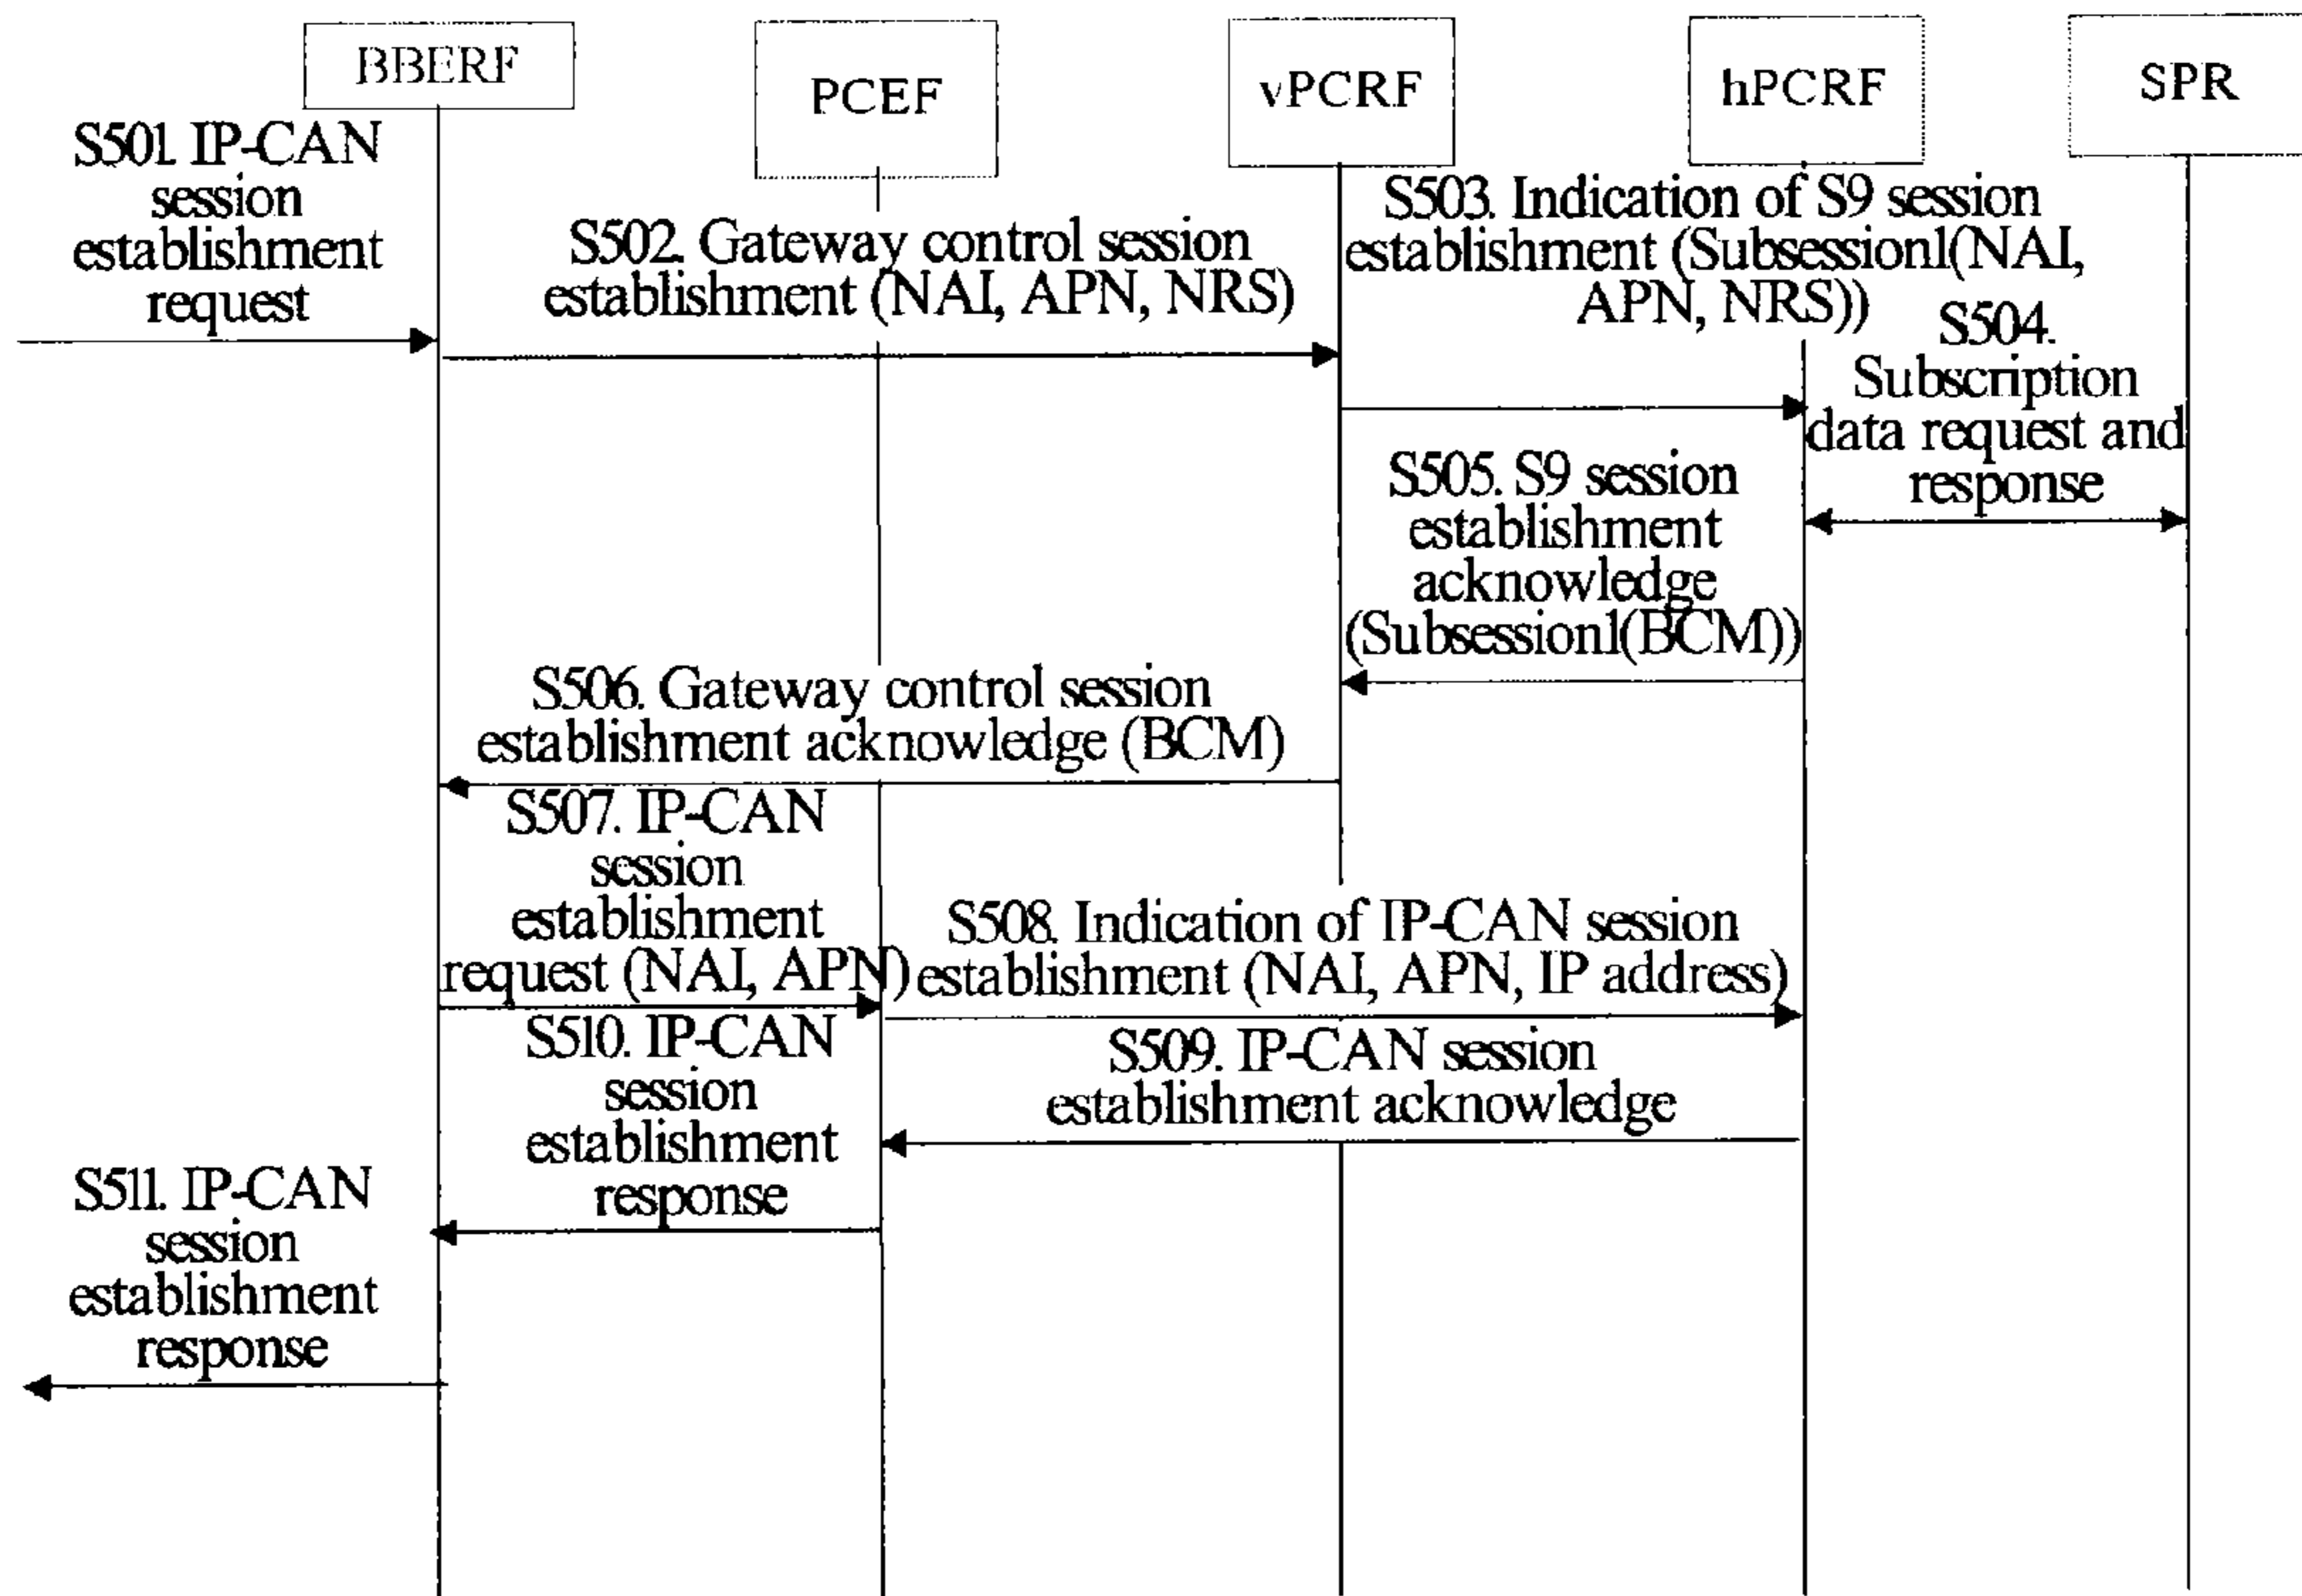 BBERF
PCEF
vPCRF
hPCRF
SPR
S501. IP-CAN
session
establishment
request
S502. Gateway control session
establishment (NAI, APN, NRS)
S503. Indication of S9 session
establishment (Subsession1(NAI,
APN, NRS))
S504.
Subscription
data request and
response
S505. S9 session
establishment
acknowledge
(Subsession1(BCM))
S506. Gateway control session
establishment acknowledge (BCM)
S507. IP-CAN
session
establishment
request (NAI, APN)
S508. Indication of IP-CAN session
establishment (NAI, APN, IP address)
S509. IP-CAN session
establishment acknowledge
S510. IP-CAN
session
establishment
response
S511. IP-CAN
session
establishment
response